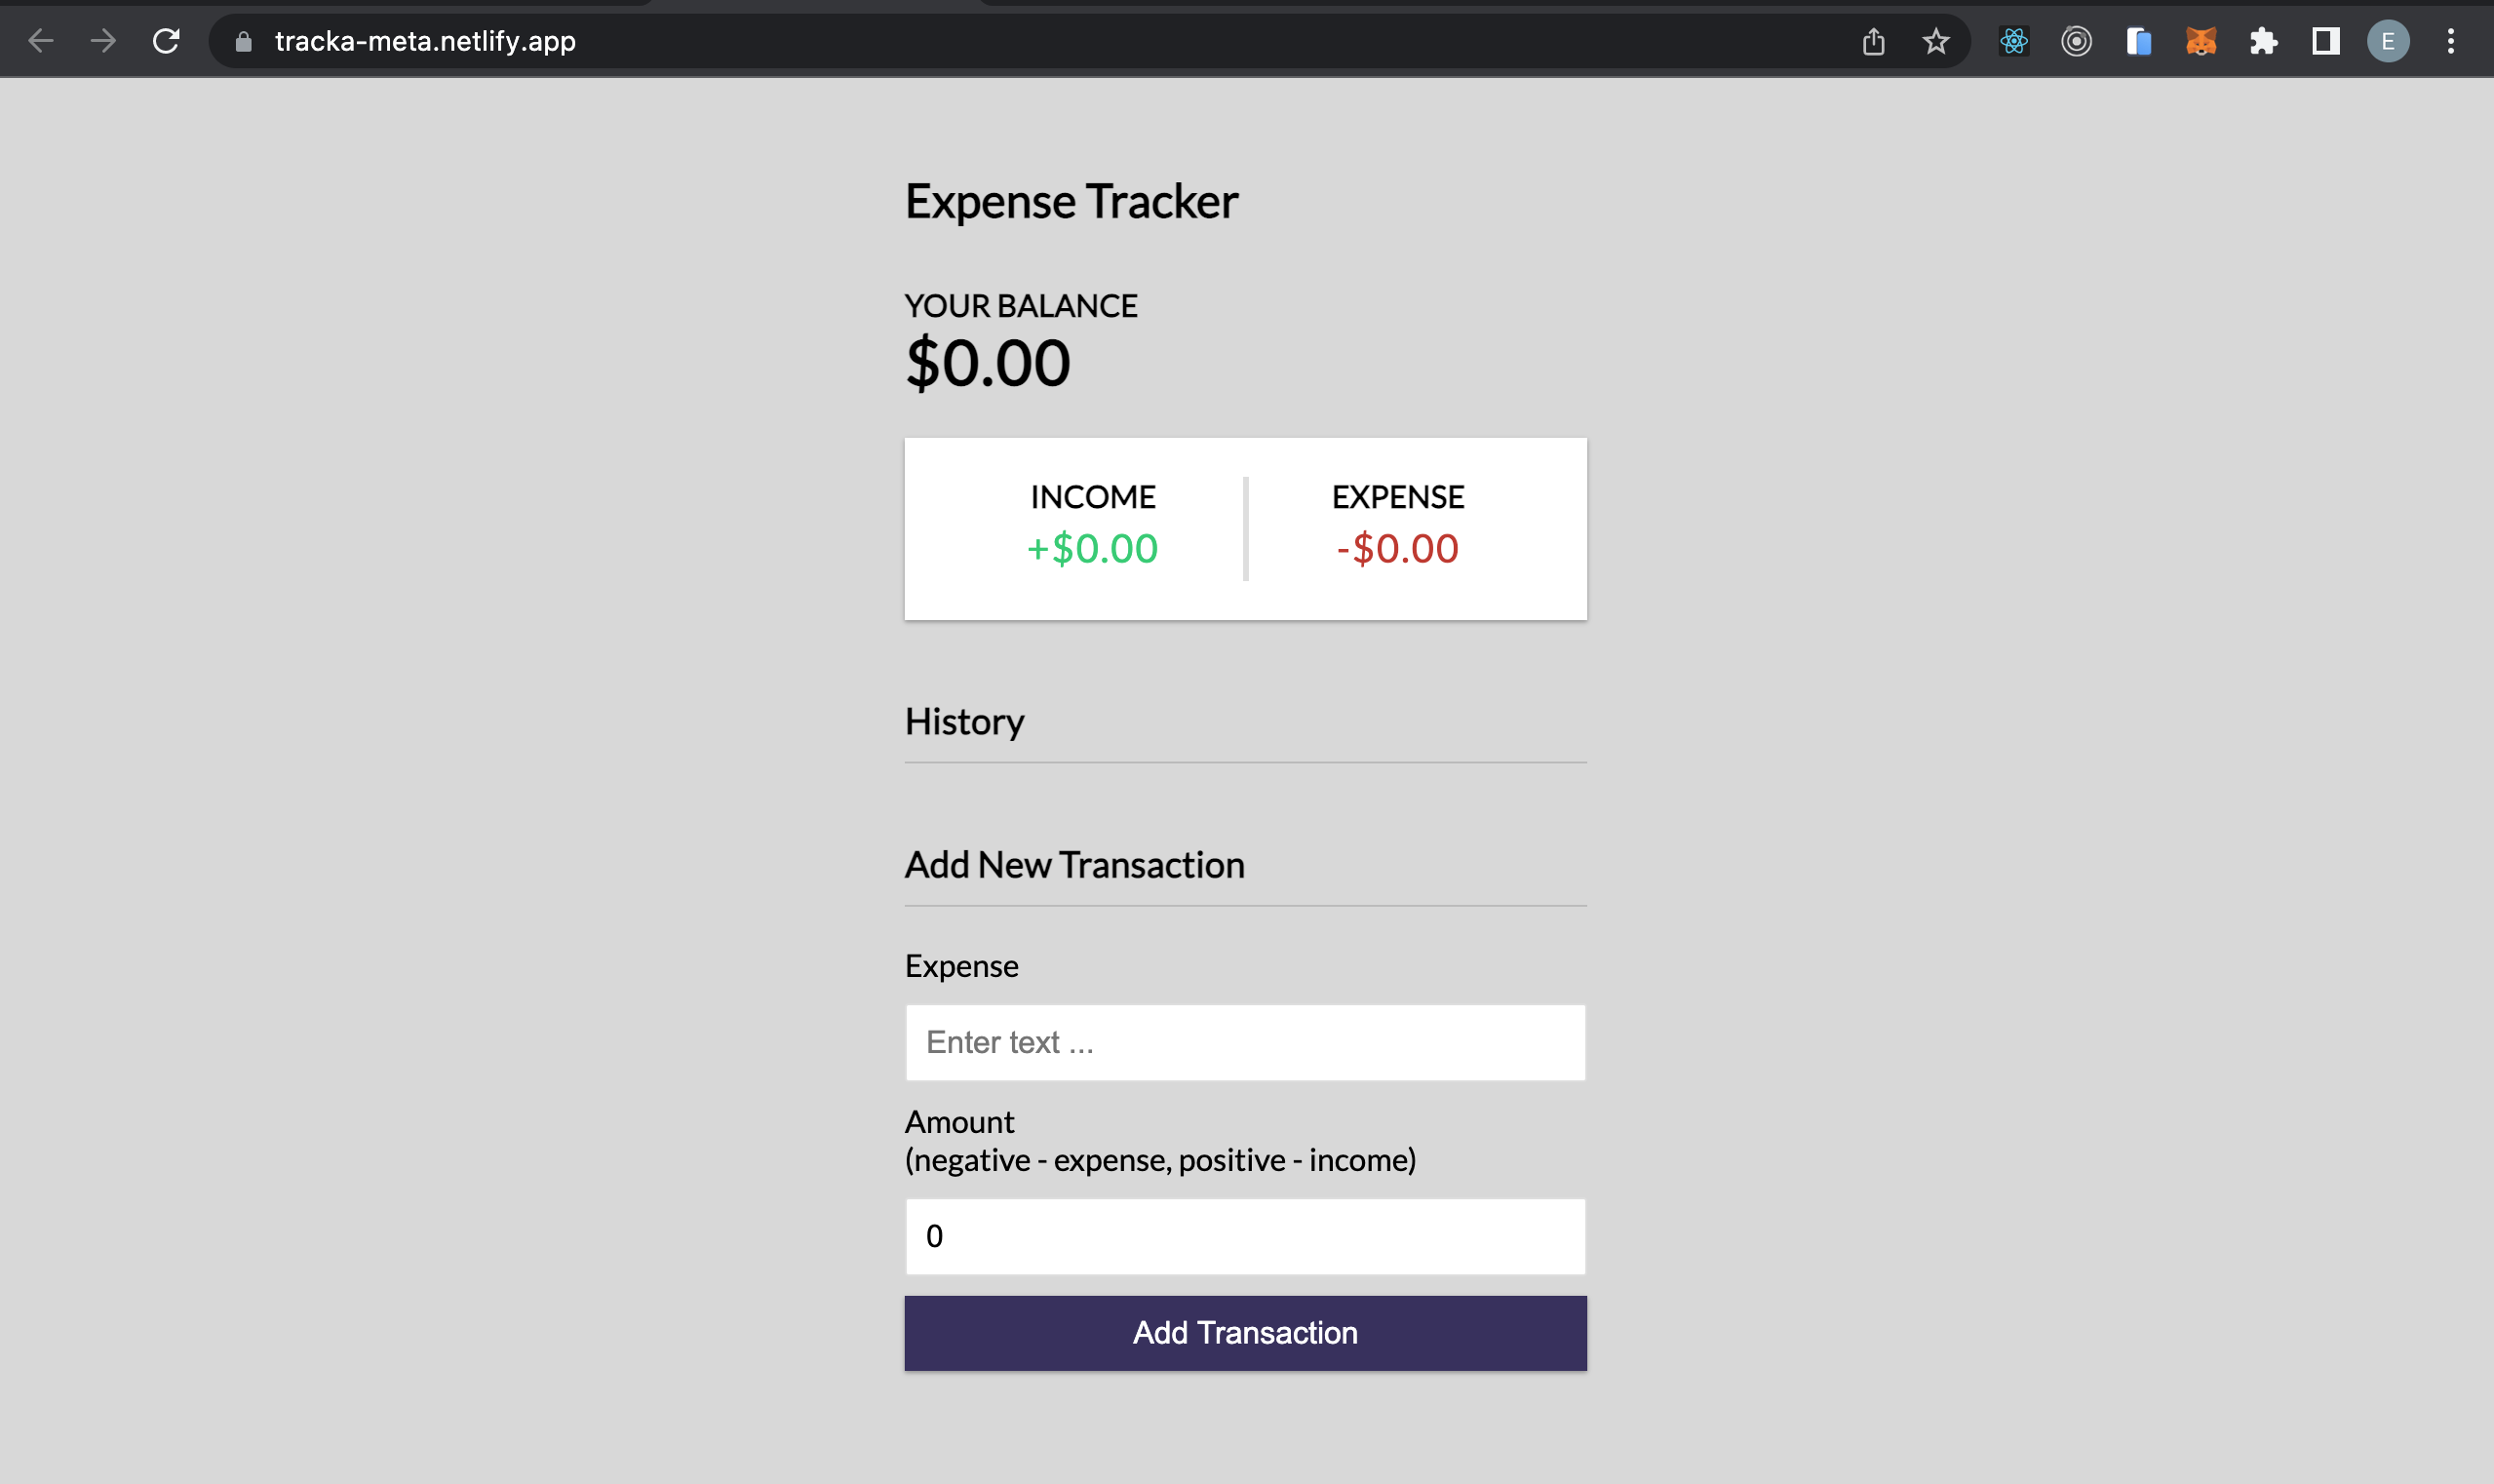 tracka-meta.netlify.app
E
Expense Tracker
YOUR BALANCE
$0.00
INCOME
EXPENSE
+$0.00
-$0.00
History
Add New Transaction
Expense
Enter text ...
Amount
(negative - expense, positive - income)
0
Add Transaction